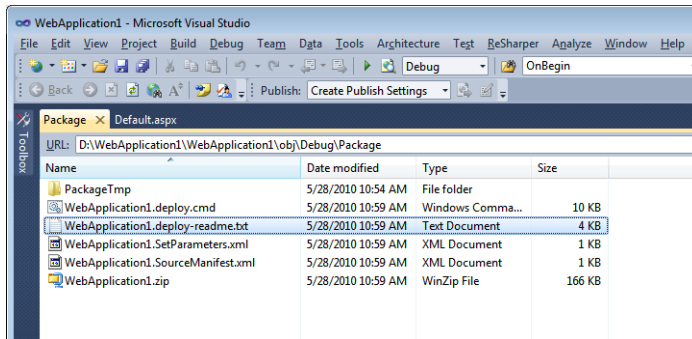 WebApplication1 - Microsoft Visual Studio
File Edit View Project Build Debug Team Data Tools Architecture Test ReSharper Analyze Window Help
Debug OnBegin
Back A° Publish: Create Publish Settings
Package Default.aspx
Toolbox
URL: D:\WebApplication1\WebApplication1\obj\Debug\Package
Name Date modified Type Size
PackageTmp 5/28/2010 10:54 AM File folder
WebApplication1.deploy.cmd 5/28/2010 10:59 AM Windows Comma... 10 KB
WebApplication1.deploy-readme.txt 5/28/2010 10:59 AM Text Document 4 KB
WebApplication1.SetParameters.xml 5/28/2010 10:59 AM XML Document 1 KB
WebApplication1.SourceManifest.xml 5/28/2010 10:59 AM XML Document 1 KB
WebApplication1.zip 5/28/2010 10:59 AM WinZip File 166 KB